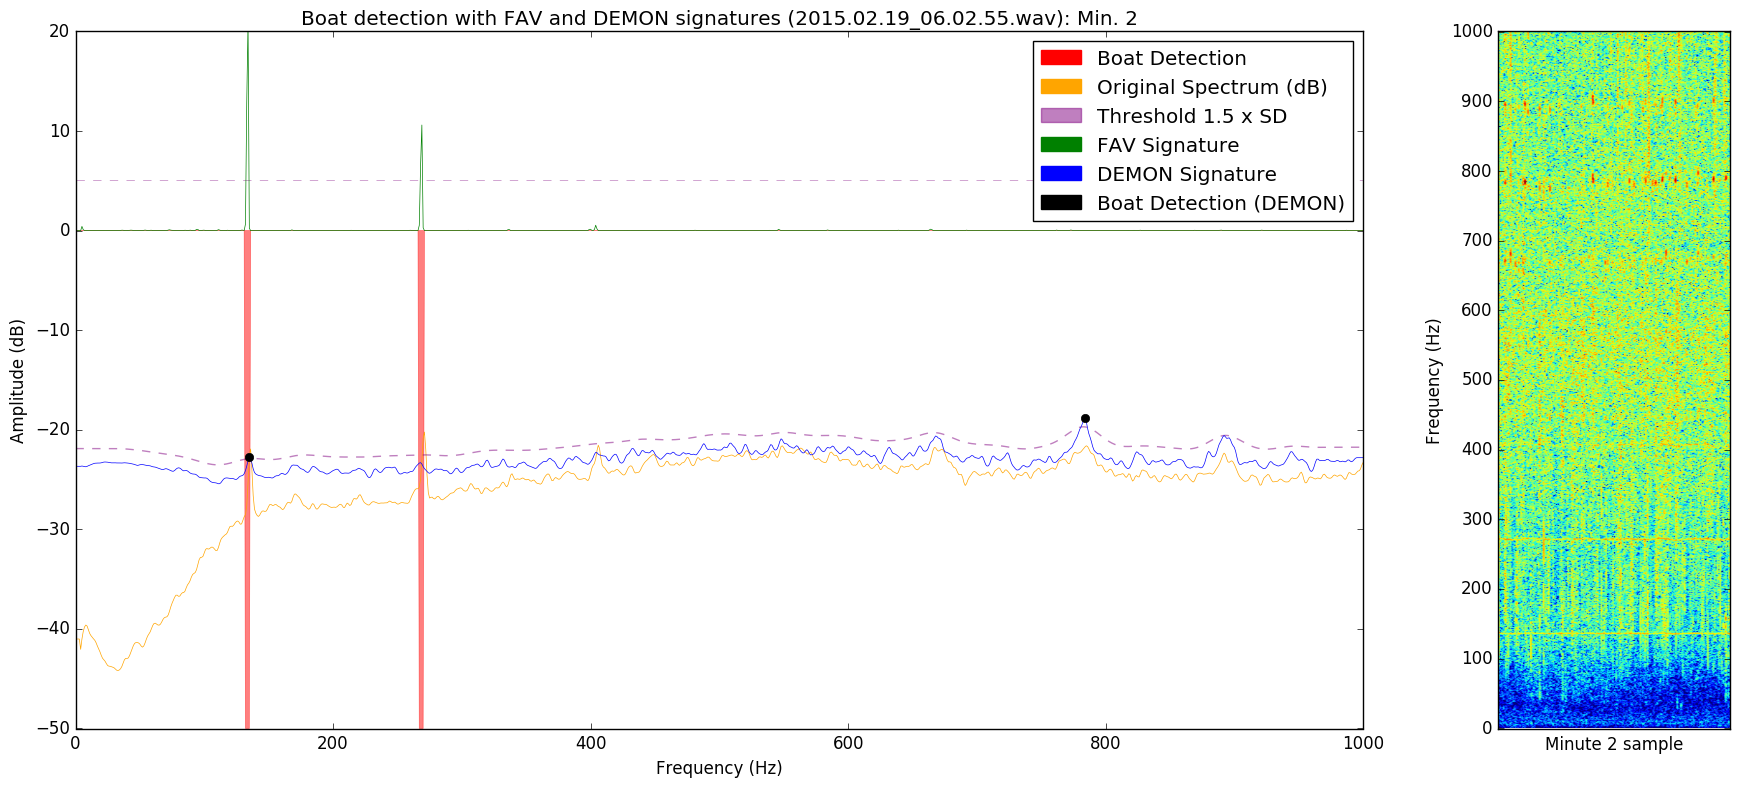 Boat detection with FAV and DEMON signatures (2015.02.19_06.02.55.wav): Min. 2
Boat Detection
Original Spectrum (dB)
Threshold 1.5 x SD
FAV Signature
DEMON Signature
Boat Detection (DEMON)
Amplitude (dB)
20
10
0
−10
−20
−30
−40
−50
0
200
400
600
800
1000
Frequency (Hz)
Frequency (Hz)
1000
900
800
700
600
500
400
300
200
100
0
Minute 2 sample